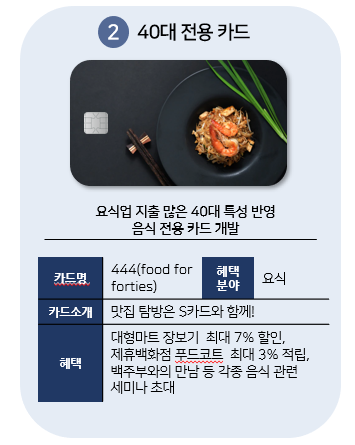 2 40대 전용 카드
요식업 지출 많은 40대 특성 반영
음식 전용 카드 개발
카드명
444(food for
forties)
혜택
분야
요식
카드소개
맛집 탐방은 S카드와 함께!
혜택
대형마트 장보기 최대 7% 할인,
제휴백화점 푸드코트 최대 3% 적립,
백주부와의 만남 등 각종 음식 관련
세미나 초대